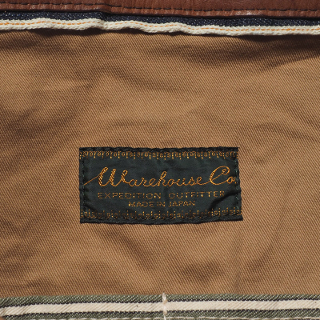 Warehouse Co.
EXPEDITION OUTFITTER
MADE IN JAPAN